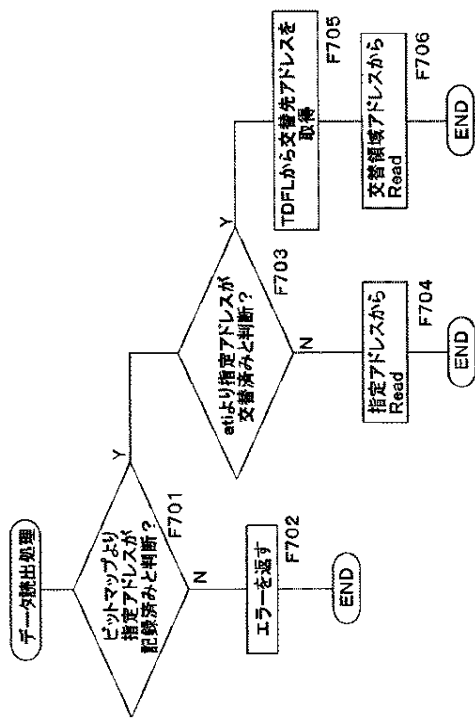 データ読出処理
ビットマップより
指定アドレスが
記録済みと判断?
F701
Y
N
エラーを返す
F702
END
etiより指定アドレスが
交替済みと判断?
F703
Y
N
指定アドレスから
Read
F704
END
TDFLから交替先アドレスを
取得
F705
交替領域アドレスから
Read
F706
END